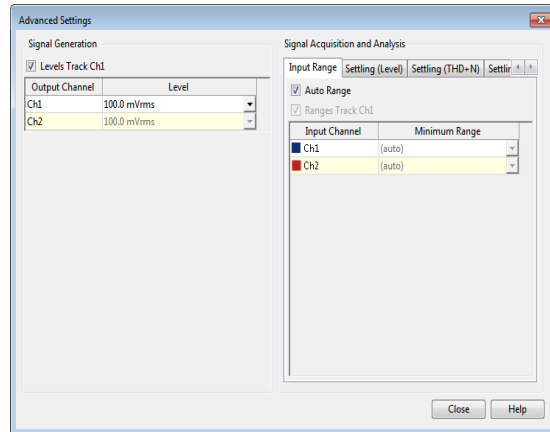 Advanced Settings
Signal Generation
Levels Track Ch1
Output Channel Level
Ch1 100.0 mVrms
Ch2 100.0 mVrms
Signal Acquisition and Analysis
Input Range Settling (Level) Settling (THD+N) Settlir
Auto Range
Ranges Track Ch1
Input Channel Minimum Range
Ch1 (auto)
Ch2 (auto)
Close Help